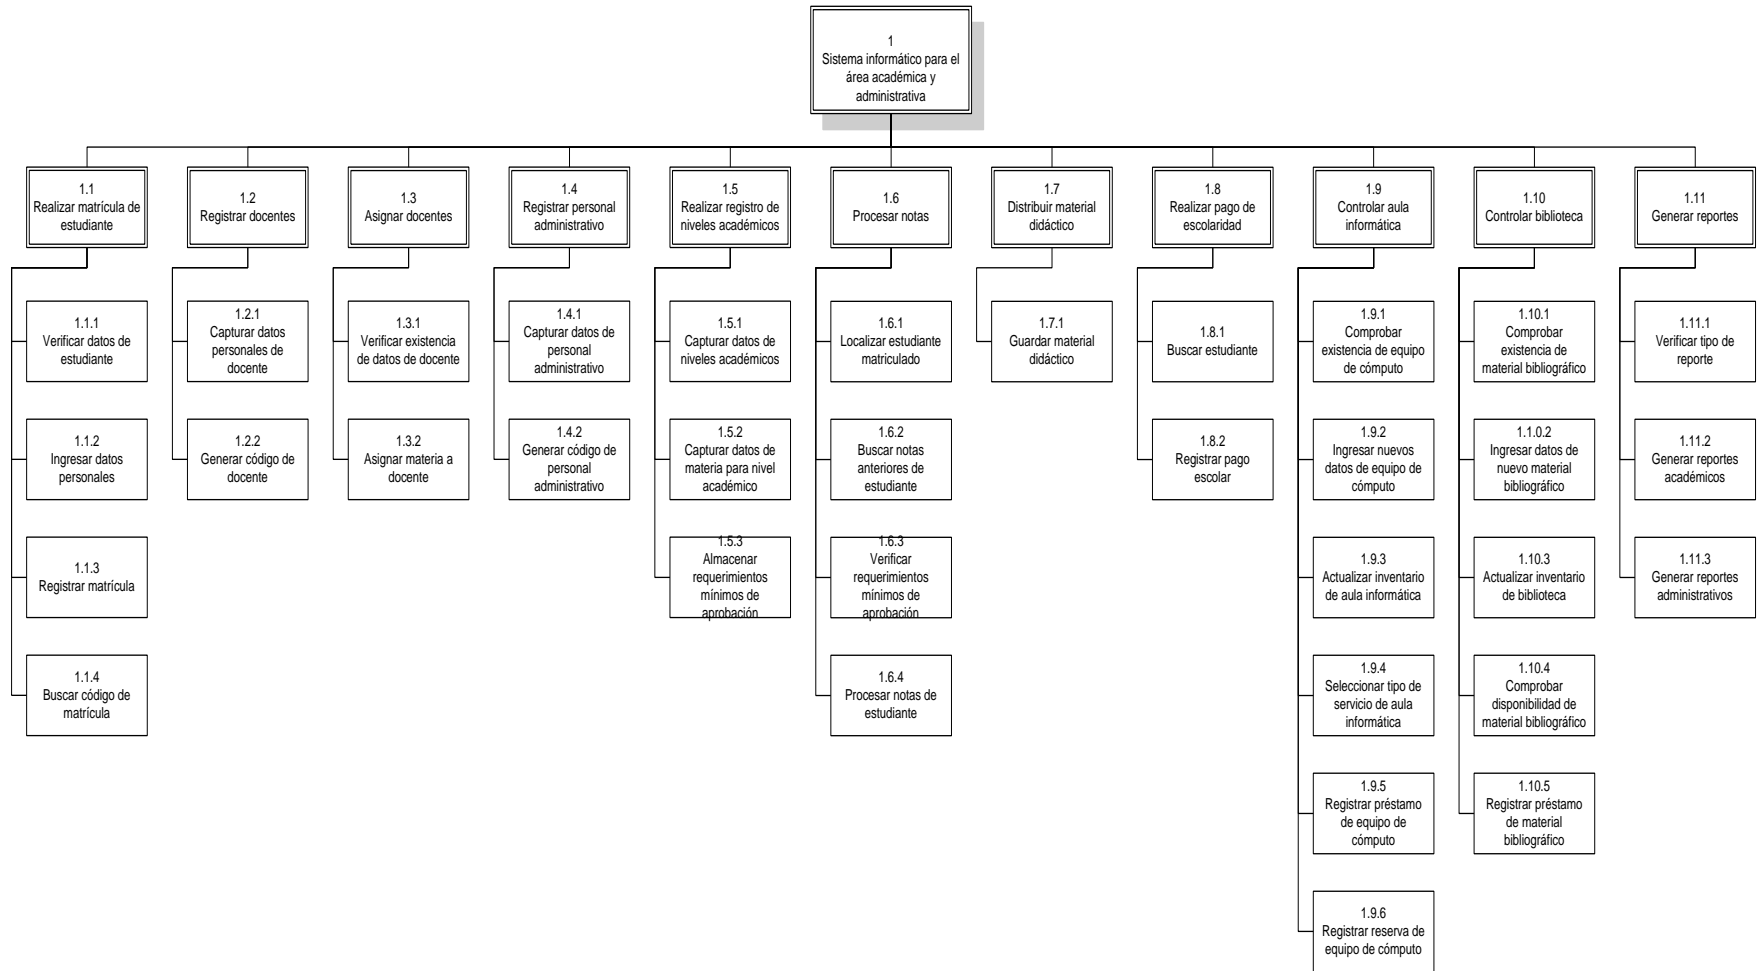 1
Sistema informático para el
área académica y
administrativa
1.1
Realizar matrícula de
estudiante
1.2
Registrar docentes
1.3
Asignar docentes
1.4
Registrar personal
administrativo
1.5
Realizar registro de
niveles académicos
1.6
Procesar notas
1.7
Distribuir material
didáctico
1.8
Realizar pago de
escolaridad
1.9
Controlar aula
informática
1.10
Controlar biblioteca
1.11
Generar reportes
1.1.1
Verificar datos de
estudiante
1.2.1
Capturar datos
personales de
docente
1.3.1
Verificar existencia
de datos de docente
1.4.1
Capturar datos de
personal
administrativo
1.5.1
Capturar datos de
niveles académicos
1.6.1
Localizar estudiante
matriculado
1.7.1
Guardar material
didáctico
1.8.1
Buscar estudiante
1.9.1
Comprobar
existencia de equipo
de cómputo
1.10.1
Comprobar
existencia de
material bibliográfico
1.11.1
Verificar tipo de
reporte
1.1.2
Ingresar datos
personales
1.2.2
Generar código de
docente
1.3.2
Asignar materia a
docente
1.4.2
Generar código de
personal
administrativo
1.5.2
Capturar datos de
materia para nivel
académico
1.6.2
Buscar notas
anteriores de
estudiante
1.8.2
Registrar pago
escolar
1.9.2
Ingresar nuevos
datos de equipo de
cómputo
1.1.0.2
Ingresar datos de
nuevo material
bibliográfico
1.11.2
Generar reportes
académicos
1.1.3
Registrar matrícula
1.5.3
Almacenar
requerimientos
mínimos de
aprobación
1.6.3
Verificar
requerimientos
mínimos de
aprobación
1.9.3
Actualizar inventario
de aula informática
1.10.3
Actualizar inventario
de biblioteca
1.11.3
Generar reportes
administrativos
1.1.4
Buscar código de
matrícula
1.6.4
Procesar notas de
estudiante
1.9.4
Seleccionar tipo de
servicio de aula
informática
1.10.4
Comprobar
disponibilidad de
material bibliográfico
1.9.5
Registrar préstamo
de equipo de
cómputo
1.10.5
Registrar préstamo
de material
bibliográfico
1.9.6
Registrar reserva de
equipo de cómputo